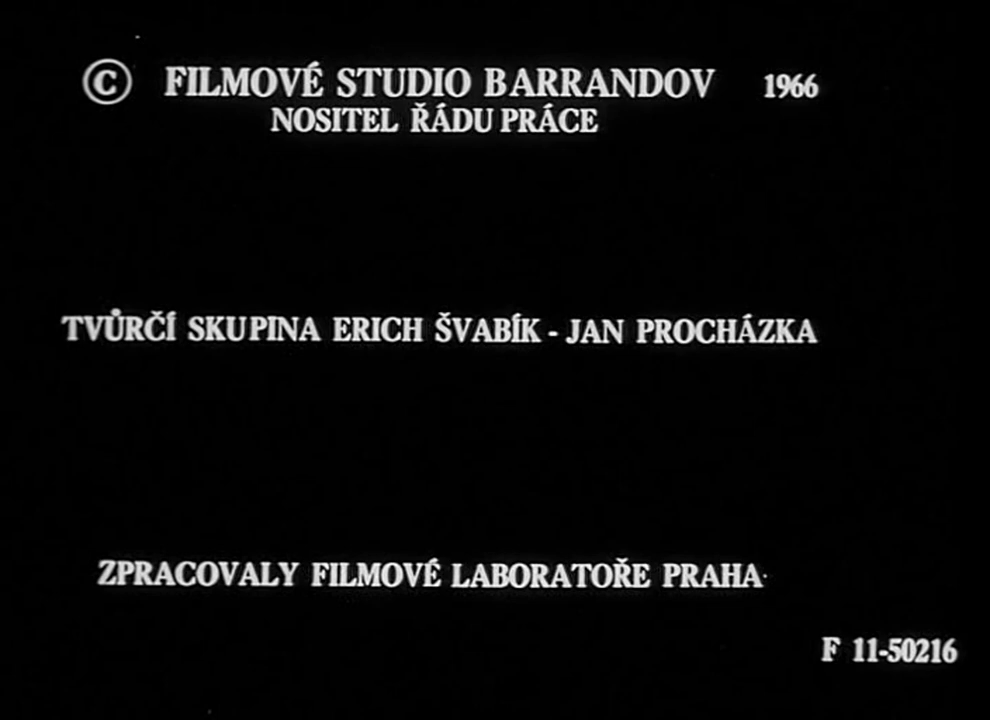 © FILMOVÉ STUDIO BARRANDOV 1966
NOSITEL ŘÁDU PRÁCE
TVŮRČÍ SKUPINA ERICH ŠVABÍK - JAN PROCHÁZKA
ZPRACOVALY FILMOVÉ LABORATOŘE PRAHA
F 11-50216